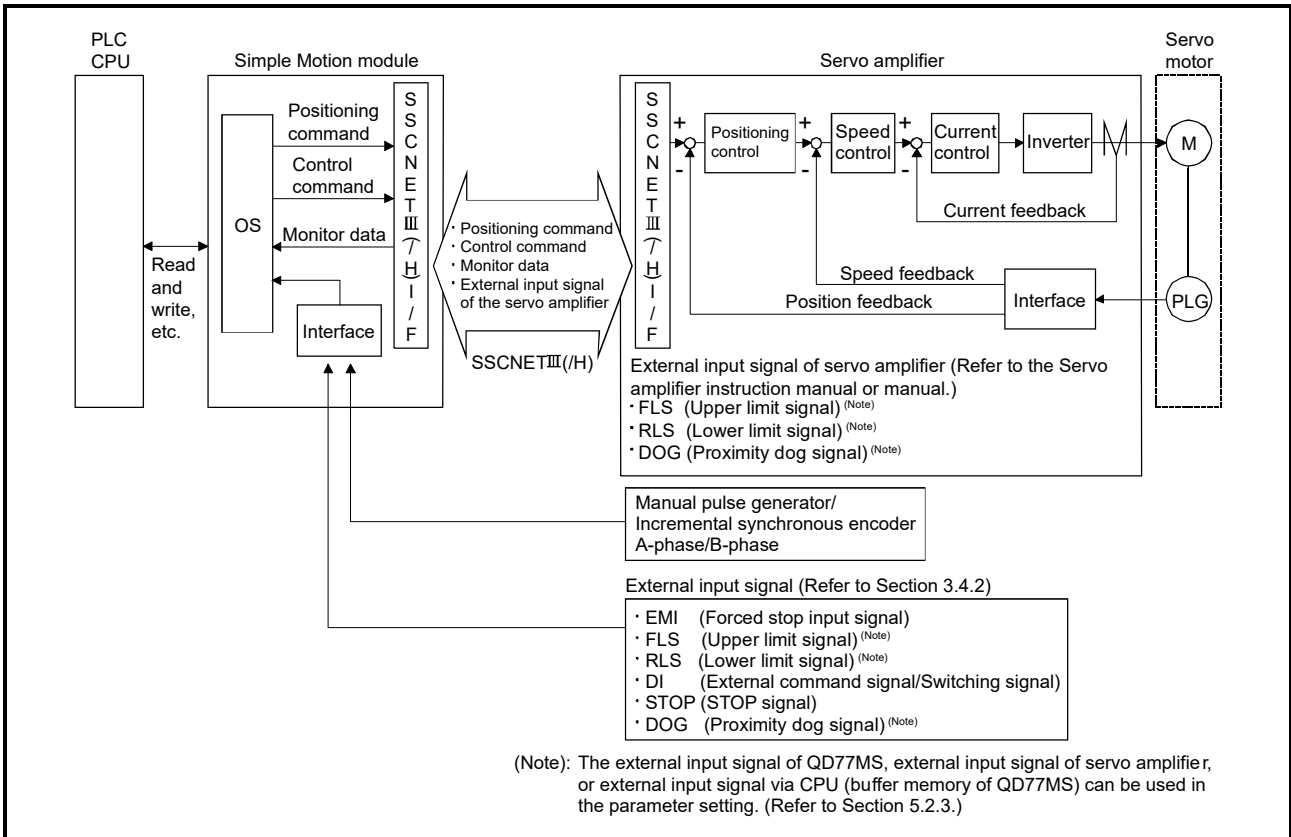 PLC
CPU
Simple Motion module
Servo amplifier
Servo
motor
OS
Positioning
command
Control
command
Monitor data
Interface
SSCNETⅢ(/H)I/F
Read
and
write,
etc.
· Positioning command
· Control command
· Monitor data
· External input signal
of the servo amplifier
SSCNETⅢ(/H)
SSCNETⅢ(/H)I/F
+
-
Positioning
control
+
-
Speed
control
+
-
Current
control
Inverter
M
Current feedback
Speed feedback
Position feedback
Interface
PLG
External input signal of servo amplifier (Refer to the Servo
amplifier instruction manual or manual.)
· FLS (Upper limit signal) (Note)
· RLS (Lower limit signal) (Note)
· DOG (Proximity dog signal) (Note)
Manual pulse generator/
Incremental synchronous encoder
A-phase/B-phase
External input signal (Refer to Section 3.4.2)
· EMI (Forced stop input signal)
· FLS (Upper limit signal) (Note)
· RLS (Lower limit signal) (Note)
· DI (External command signal/Switching signal)
· STOP (STOP signal)
· DOG (Proximity dog signal) (Note)
(Note): The external input signal of QD77MS, external input signal of servo amplifier,
or external input signal via CPU (buffer memory of QD77MS) can be used in
the parameter setting. (Refer to Section 5.2.3.)